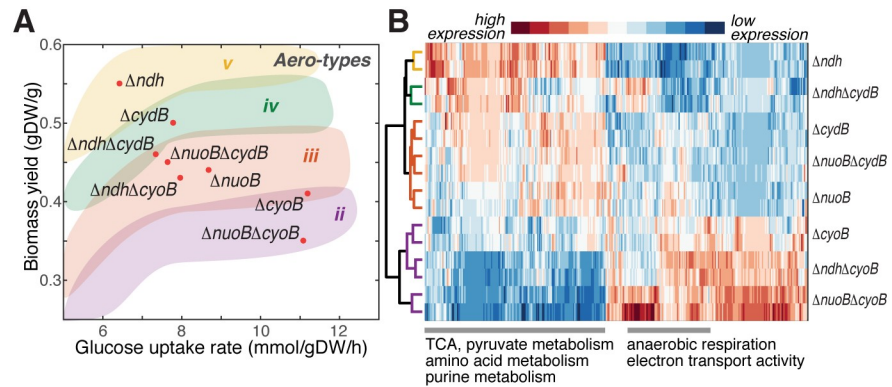 A
Biomass yield (gDW/g)
0.6
0.5
0.4
0.3
v
Aero-types
Δndh
ΔcydB
iv
ΔndhΔcydB
ΔnuoBΔcydB
iii
ΔndhΔcyoB
ΔnuoB
ΔcyoB
ii
ΔnuoBΔcyoB
6 8 10 12
Glucose uptake rate (mmol/gDW/h)
B
high
expression
low
expression
Δndh
ΔndhΔcydB
ΔcydB
ΔnuoBΔcydB
ΔnuoB
ΔcyoB
ΔndhΔcyoB
ΔnuoBΔcyoB
TCA, pyruvate metabolism
amino acid metabolism
purine metabolism
anaerobic respiration
electron transport activity